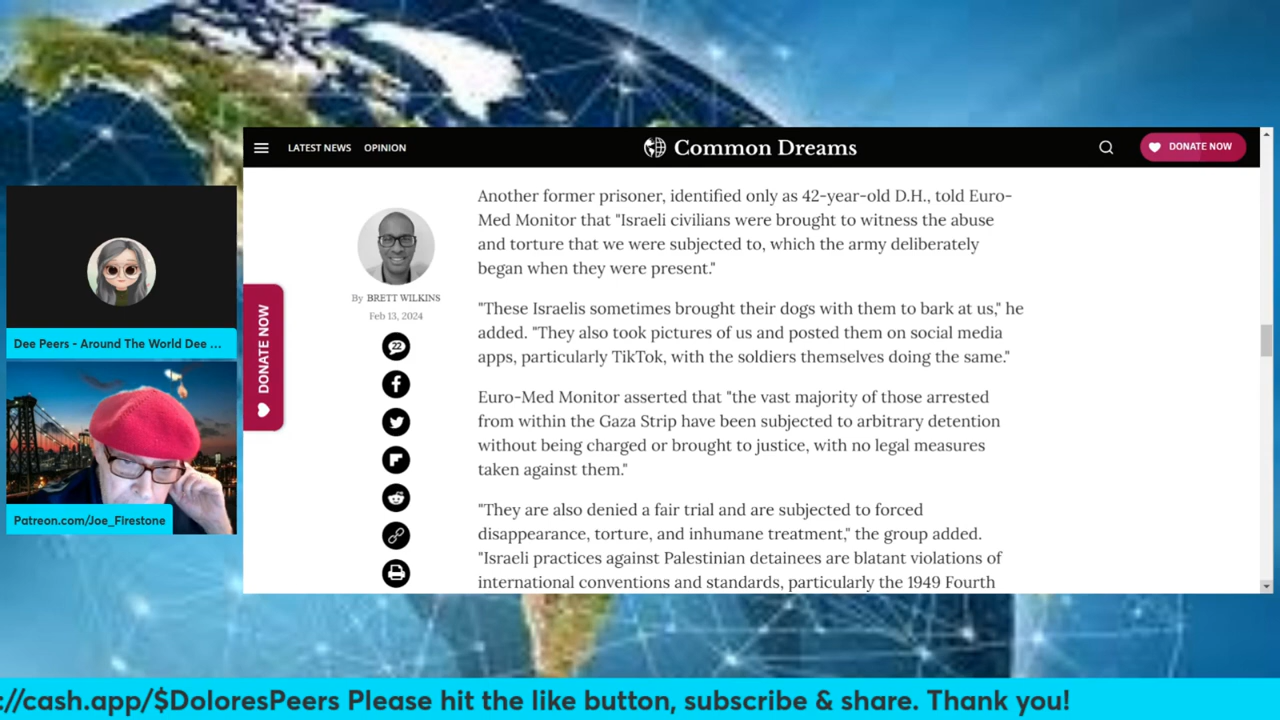 LATEST NEWS OPINION
Common Dreams
DONATE NOW
DONATE NOW
By BRETT WILKINS
Feb 13, 2024
22
Another former prisoner, identified only as 42-year-old D.H., told Euro-
Med Monitor that "Israeli civilians were brought to witness the abuse
and torture that we were subjected to, which the army deliberately
began when they were present."
"These Israelis sometimes brought their dogs with them to bark at us," he
added. "They also took pictures of us and posted them on social media
apps, particularly TikTok, with the soldiers themselves doing the same."
Euro-Med Monitor asserted that "the vast majority of those arrested
from within the Gaza Strip have been subjected to arbitrary detention
without being charged or brought to justice, with no legal measures
taken against them."
"They are also denied a fair trial and are subjected to forced
disappearance, torture, and inhumane treatment," the group added.
"Israeli practices against Palestinian detainees are blatant violations of
international conventions and standards, particularly the 1949 Fourth
Dee Peers - Around The World Dee ...
Patreon.com/Joe_Firestone
://cash.app/$DoloresPeers Please hit the like button, subscribe & share. Thank you!